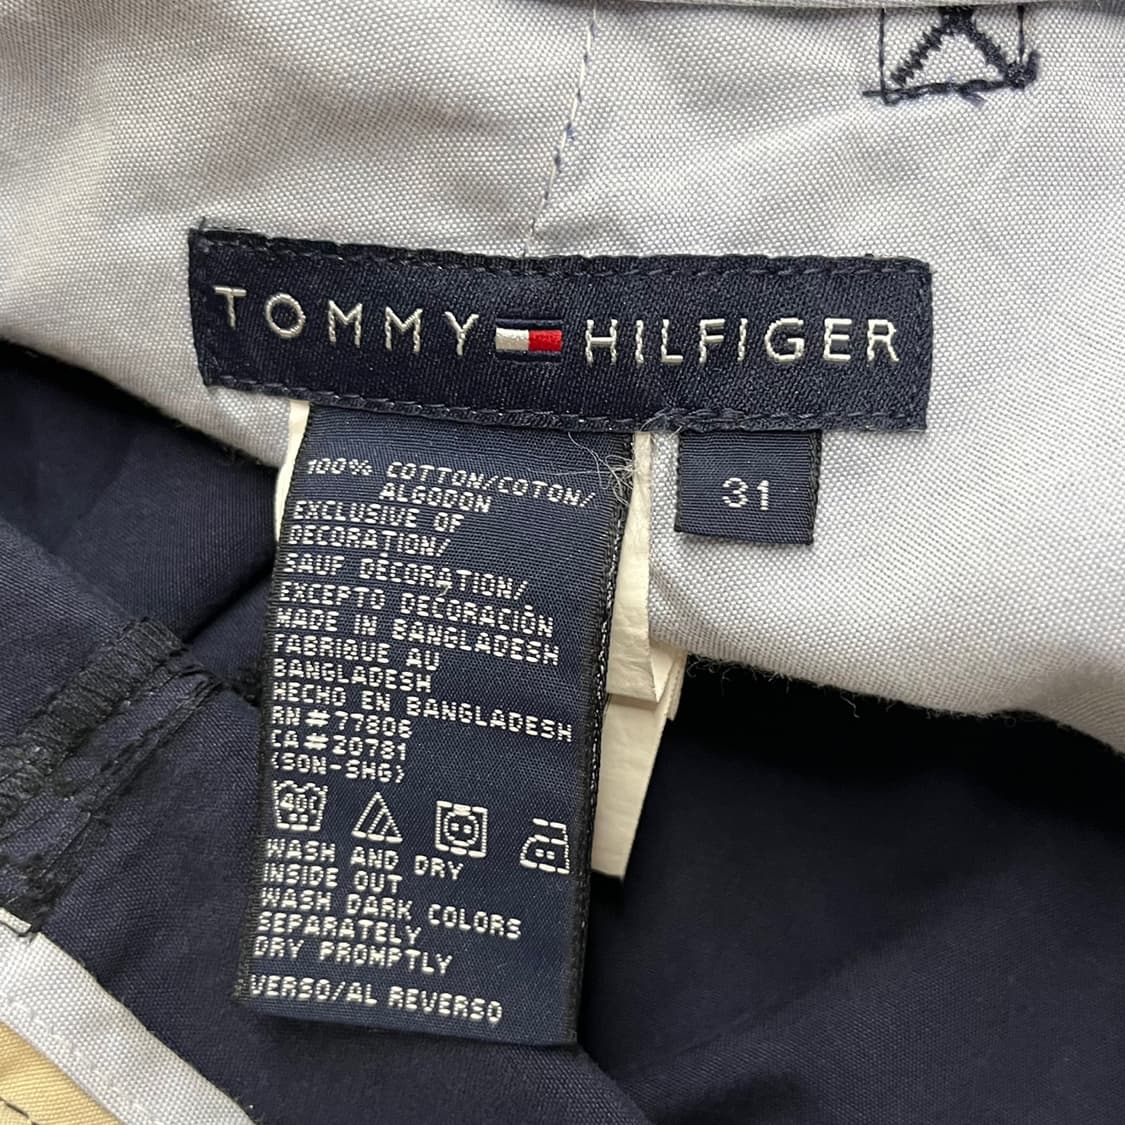 TOMMY HILFIGER
31
100% COTTON/COTON/
ALGODON
EXCLUSIVE OF
DECORATION/
SAUF DÉCORATION/
EXCEPTO DECORACIÒN
MADE IN BANGLADESH
FABRIQUE AU
BANGLADESH
HECHO EN BANGLADESH
RN#77806
CA#20781
(SON-SHG)
40C
WASH AND DRY
INSIDE OUT
WASH DARK COLORS
SEPARATELY
DRY PROMPTLY
VERSO/AL REVERSO